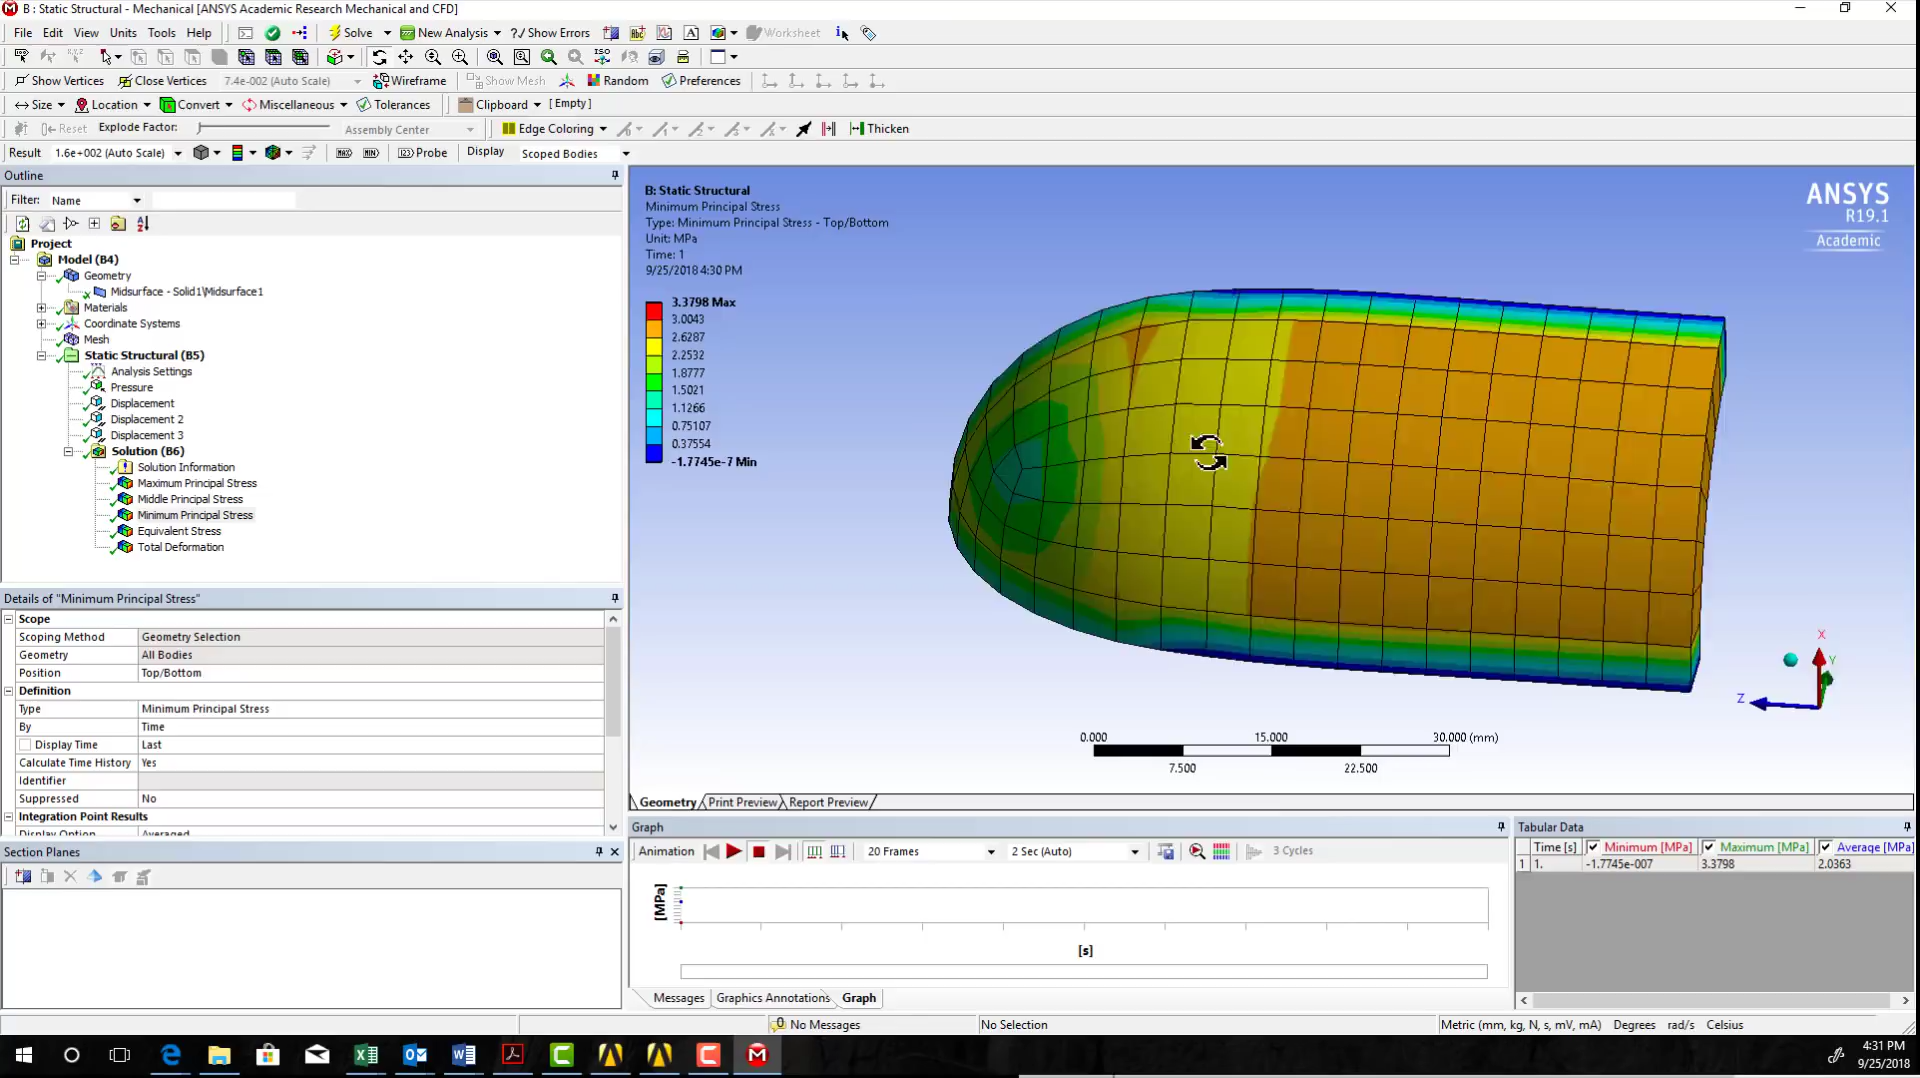 B : Static Structural - Mechanical [ANSYS Academic Research Mechanical and CFD]
File Edit View Units Tools Help Solve New Analysis ?/Show Errors Worksheet
Show Vertices Close Vertices 7.4e-002 (Auto Scale) Wireframe Show Mesh Random Preferences
Size Location Convert Miscellaneous Tolerances Clipboard [Empty]
Reset Explode Factor: Assembly Center Edge Coloring Thicken
Result 1.6e+002 (Auto Scale) MAX MIN Probe Display Scoped Bodies
Outline
Filter: Name
Project
Model (B4)
Geometry
Midsurface - Solid1\Midsurface1
Materials
Coordinate Systems
Mesh
Static Structural (B5)
Analysis Settings
Pressure
Displacement
Displacement 2
Displacement 3
Solution (B6)
Solution Information
Maximum Principal Stress
Middle Principal Stress
Minimum Principal Stress
Equivalent Stress
Total Deformation
Details of "Minimum Principal Stress"
Scope
Scoping Method Geometry Selection
Geometry All Bodies
Position Top/Bottom
Definition
Type Minimum Principal Stress
By Time
Display Time Last
Calculate Time History Yes
Identifier
Suppressed No
Integration Point Results
Display Option Averaged
Section Planes
B: Static Structural
Minimum Principal Stress
Type: Minimum Principal Stress - Top/Bottom
Unit: MPa
Time: 1
9/25/2018 4:30 PM
3.3798 Max
3.0043
2.6287
2.2532
1.8777
1.5021
1.1266
0.75107
0.37554
-1.7745e-7 Min
ANSYS
R19.1
Academic
X
Y
Z
0.000 15.000 30.000 (mm)
7.500 22.500
Geometry Print Preview Report Preview
Graph
Animation 20 Frames 2 Sec (Auto) 3 Cycles
[MPa]
[s]
Messages Graphics Annotations Graph
Tabular Data
Time [s] Minimum [MPa] Maximum [MPa] Average [MPa]
1 1. -1.7745e-007 3.3798 2.0363
0 No Messages No Selection Metric (mm, kg, N, s, mV, mA) Degrees rad/s Celsius
4:31 PM
9/25/2018